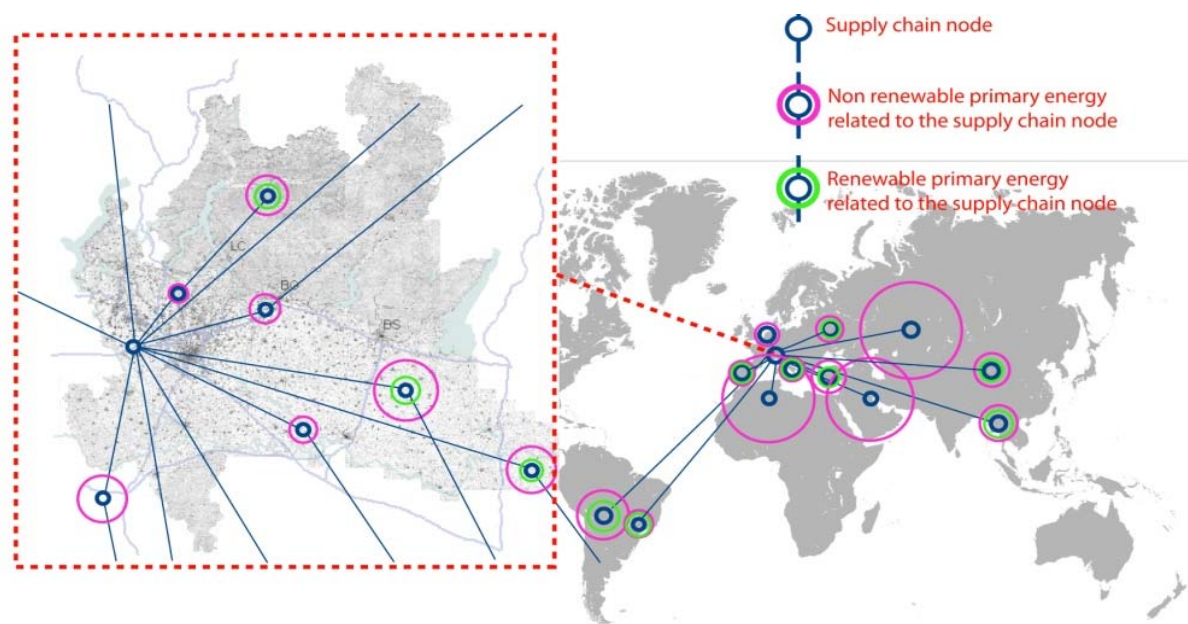 Supply chain node
Non renewable primary energy
related to the supply chain node
Renewable primary energy
related to the supply chain node
LC
BG
BS